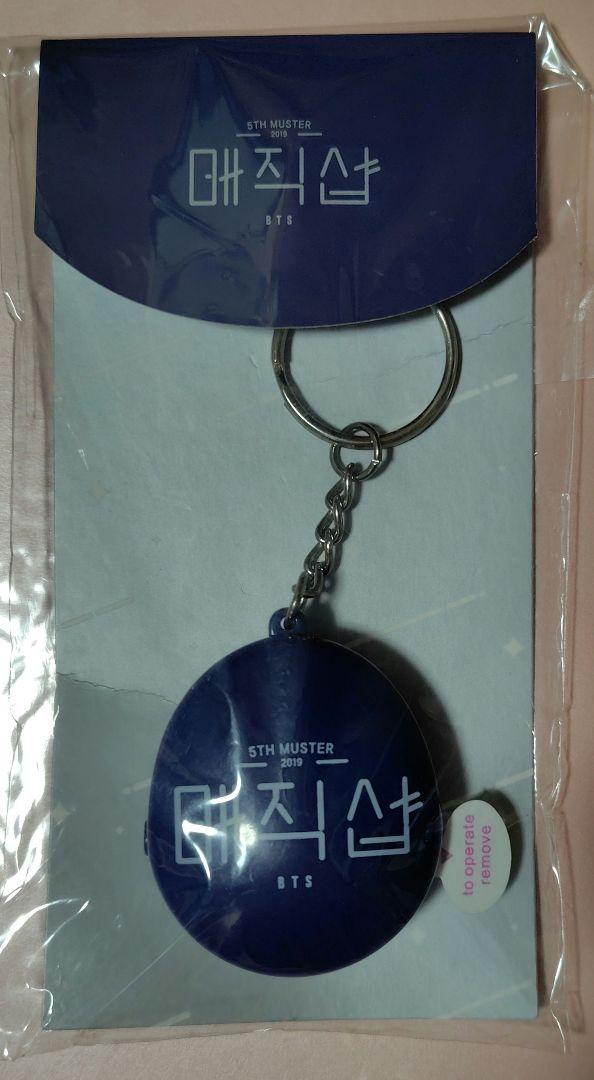 5TH MUSTER
2019
매직샵
BTS
5TH MUSTER
2019
매직샵
BTS
to operate
remove